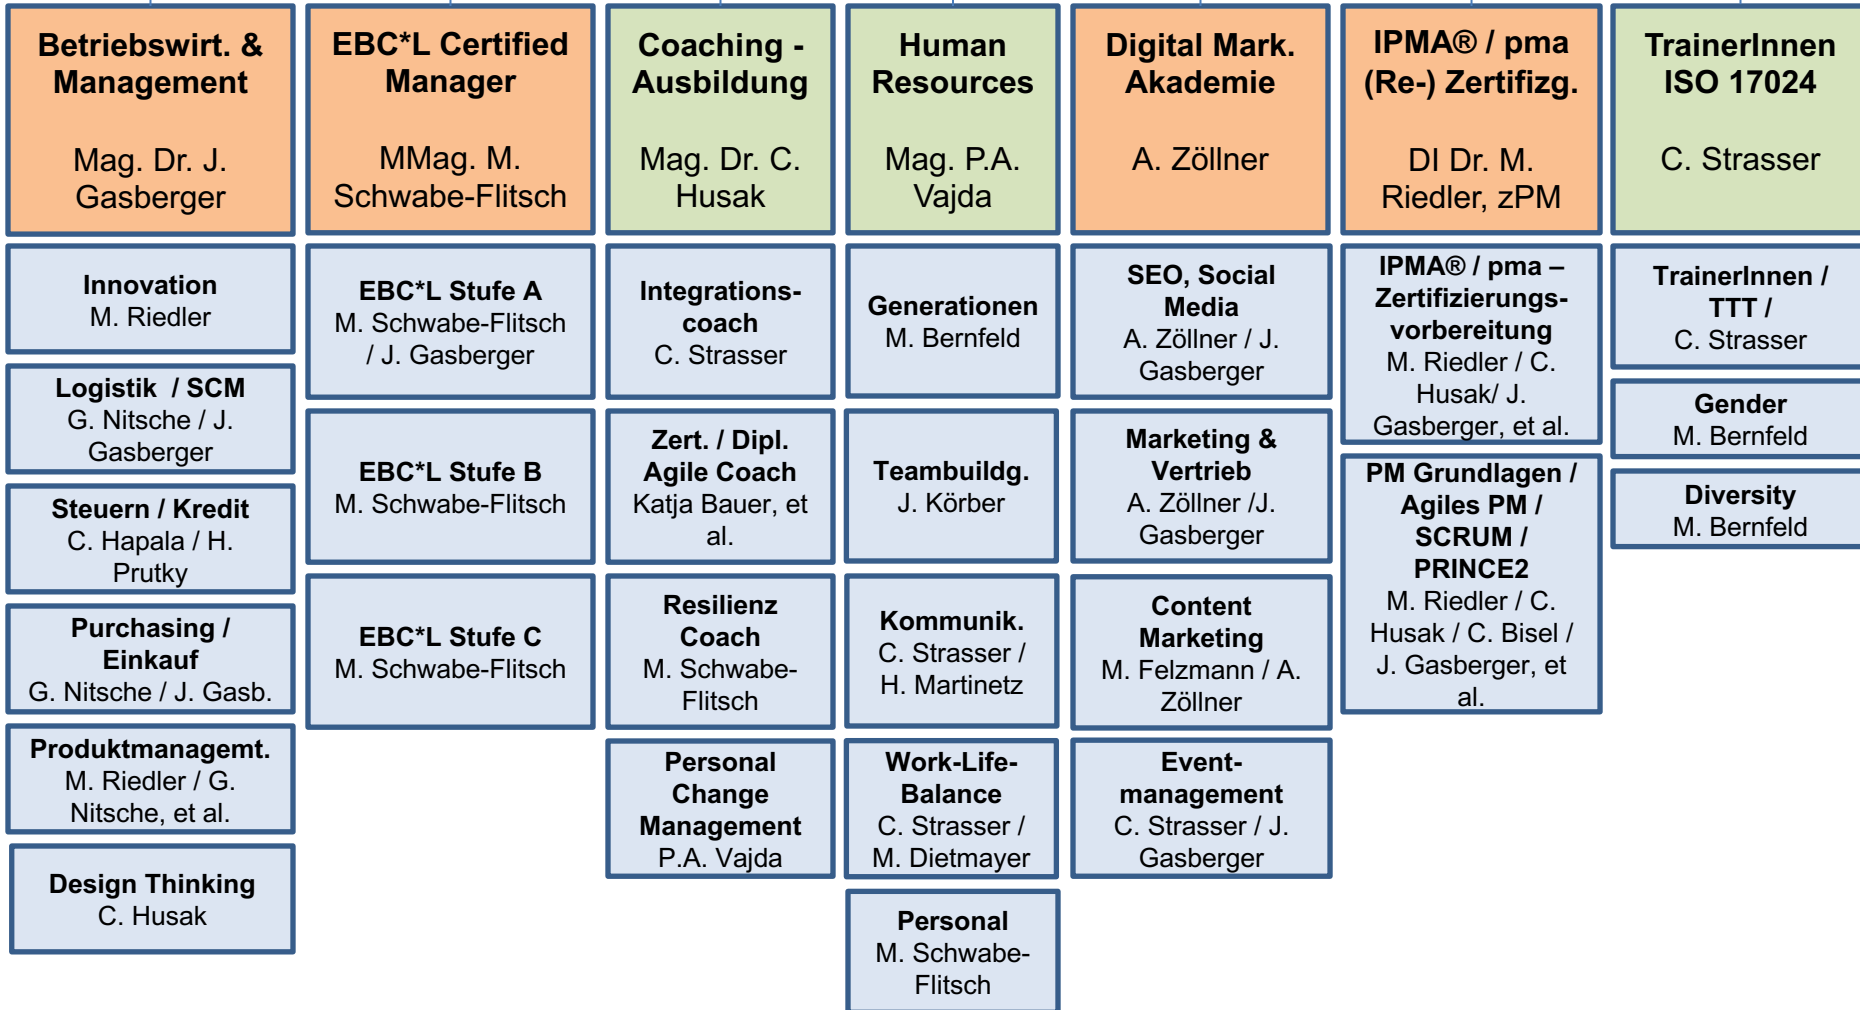 Betriebswirt. &
Management
Mag. Dr. J.
Gasberger
Innovation
M. Riedler
Logistik / SCM
G. Nitsche / J.
Gasberger
Steuern / Kredit
C. Hapala / H.
Prutky
Purchasing /
Einkauf
G. Nitsche / J. Gasb.
Produktmanagemt.
M. Riedler / G.
Nitsche, et al.
Design Thinking
C. Husak
EBC*L Certified
Manager
MMag. M.
Schwabe-Flitsch
EBC*L Stufe A
M. Schwabe-Flitsch
/ J. Gasberger
EBC*L Stufe B
M. Schwabe-Flitsch
EBC*L Stufe C
M. Schwabe-Flitsch
Coaching -
Ausbildung
Mag. Dr. C.
Husak
Integrations-
coach
C. Strasser
Zert. / Dipl.
Agile Coach
Katja Bauer, et
al.
Resilienz
Coach
M. Schwabe-
Flitsch
Personal
Change
Management
P.A. Vajda
Human
Resources
Mag. P.A.
Vajda
Generationen
M. Bernfeld
Teambuildg.
J. Körber
Kommunik.
C. Strasser /
H. Martinetz
Work-Life-
Balance
C. Strasser /
M. Dietmayer
Personal
M. Schwabe-
Flitsch
Digital Mark.
Akademie
A. Zöllner
SEO, Social
Media
A. Zöllner / J.
Gasberger
Marketing &
Vertrieb
A. Zöllner /J.
Gasberger
Content
Marketing
M. Felzmann / A.
Zöllner
Event-
management
C. Strasser / J.
Gasberger
IPMA® / pma
(Re-) Zertifizg.
DI Dr. M.
Riedler, zPM
IPMA® / pma –
Zertifizierungs-
vorbereitung
M. Riedler / C.
Husak/ J.
Gasberger, et al.
PM Grundlagen /
Agiles PM /
SCRUM /
PRINCE2
M. Riedler / C.
Husak / C. Bisel /
J. Gasberger, et
al.
TrainerInnen
ISO 17024
C. Strasser
TrainerInnen /
TTT /
C. Strasser
Gender
M. Bernfeld
Diversity
M. Bernfeld